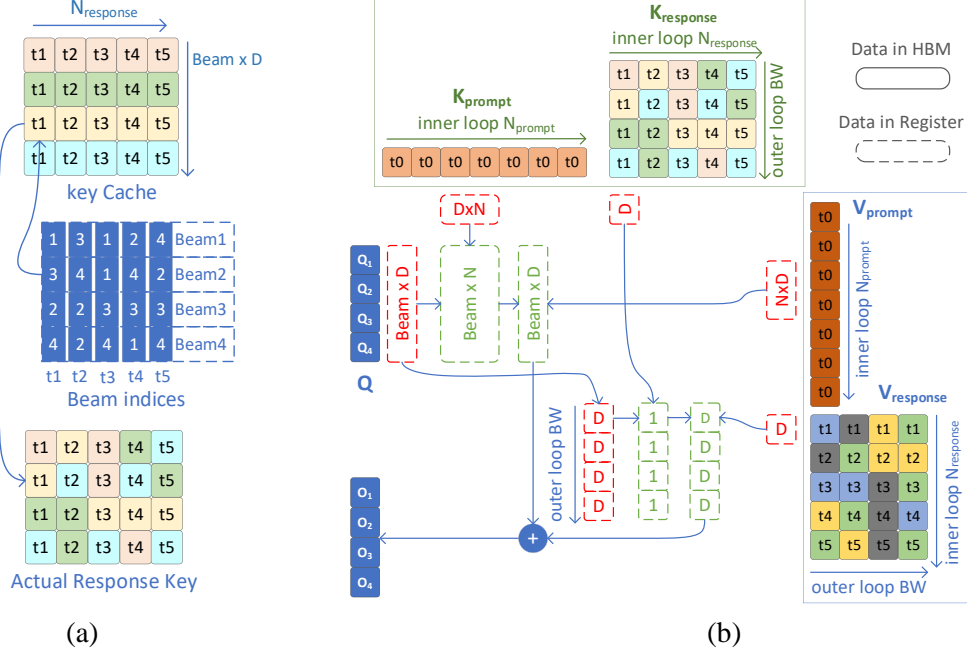 N_response
t1 t2 t3 t4 t5
t1 t2 t3 t4 t5
t1 t2 t3 t4 t5
t1 t2 t3 t4 t5
Beam x D
key Cache
1 3 1 2 4 Beam1
3 4 1 4 2 Beam2
2 2 3 3 3 Beam3
4 2 4 1 4 Beam4
t1 t2 t3 t4 t5
Beam indices
t1 t2 t3 t4 t5
t1 t2 t3 t4 t5
t1 t2 t3 t4 t5
t1 t2 t3 t4 t5
Actual Response Key
(a)
K_prompt
inner loop N_prompt
t0 t0 t0 t0 t0 t0 t0
K_response
inner loop N_response
t1 t2 t3 t4 t5
t1 t2 t3 t4 t5
t1 t2 t3 t4 t5
t1 t2 t3 t4 t5
outer loop BW
Data in HBM
Data in Register
DxN
D
Q1
Q2
Q3
Q4
Q
Beam x D
Beam x N
Beam x D
NxD
V_prompt
t0
t0
t0
t0
t0
t0
t0
inner loop N_prompt
outer loop BW
D 1 D
D 1 D
D 1 D
D 1 D
D
V_response
t1 t1 t1 t1
t2 t2 t2 t2
t3 t3 t3 t3
t4 t4 t4 t4
t5 t5 t5 t5
inner loop N_response
outer loop BW
O1
O2
O3
O4
+
(b)